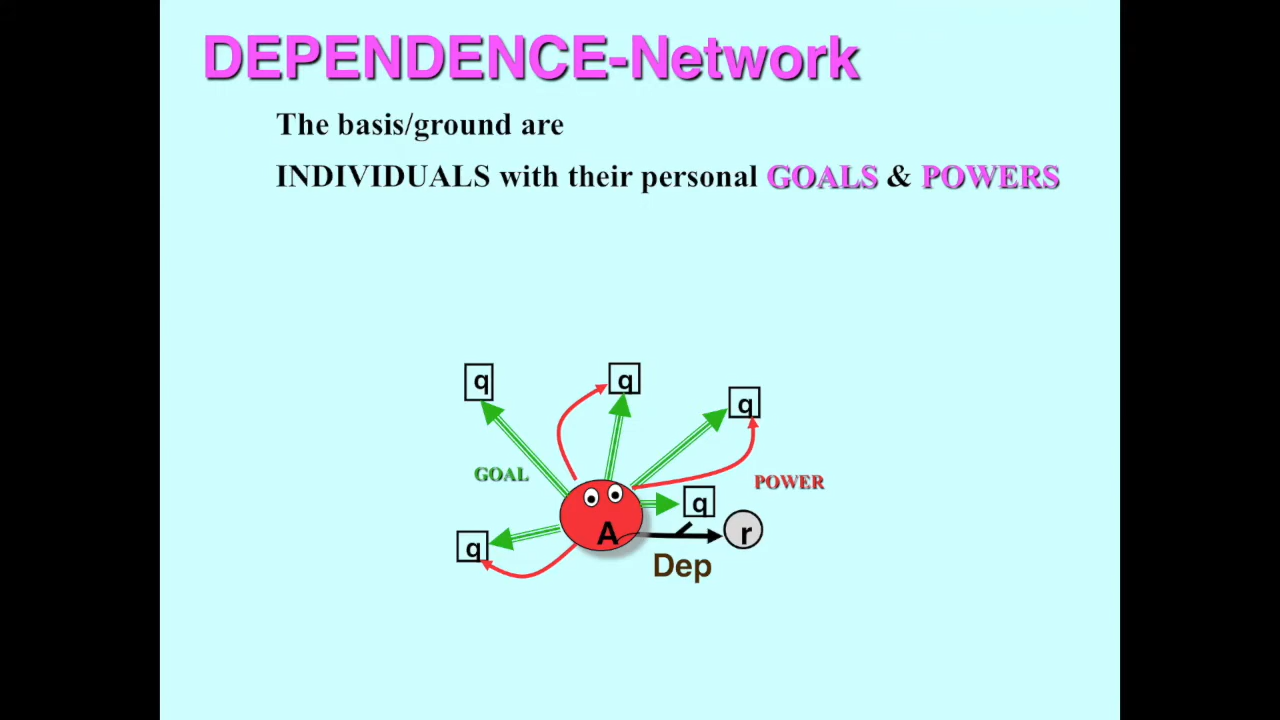 DEPENDENCE-Network
The basis/ground are
INDIVIDUALS with their personal GOALS & POWERS
q
q
q
GOAL
POWER
q
A
r
q
Dep